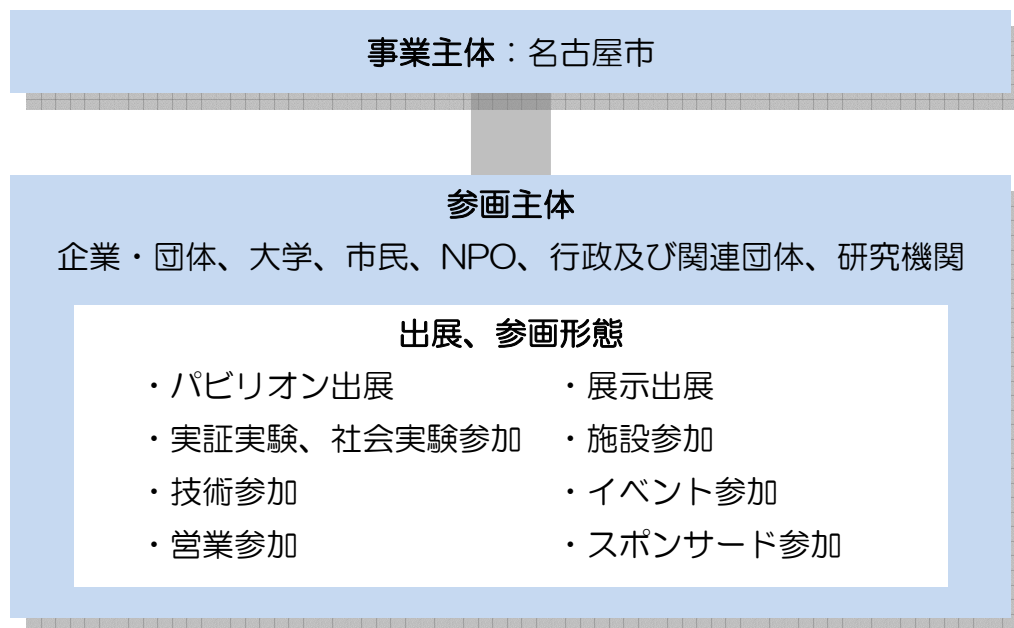 事業主体：名古屋市
参画主体
企業・団体、大学、市民、NPO、行政及び関連団体、研究機関
出展、参画形態
・パビリオン出展 ・展示出展
・実証実験、社会実験参加 ・施設参加
・技術参加 ・イベント参加
・営業参加 ・スポンサード参加